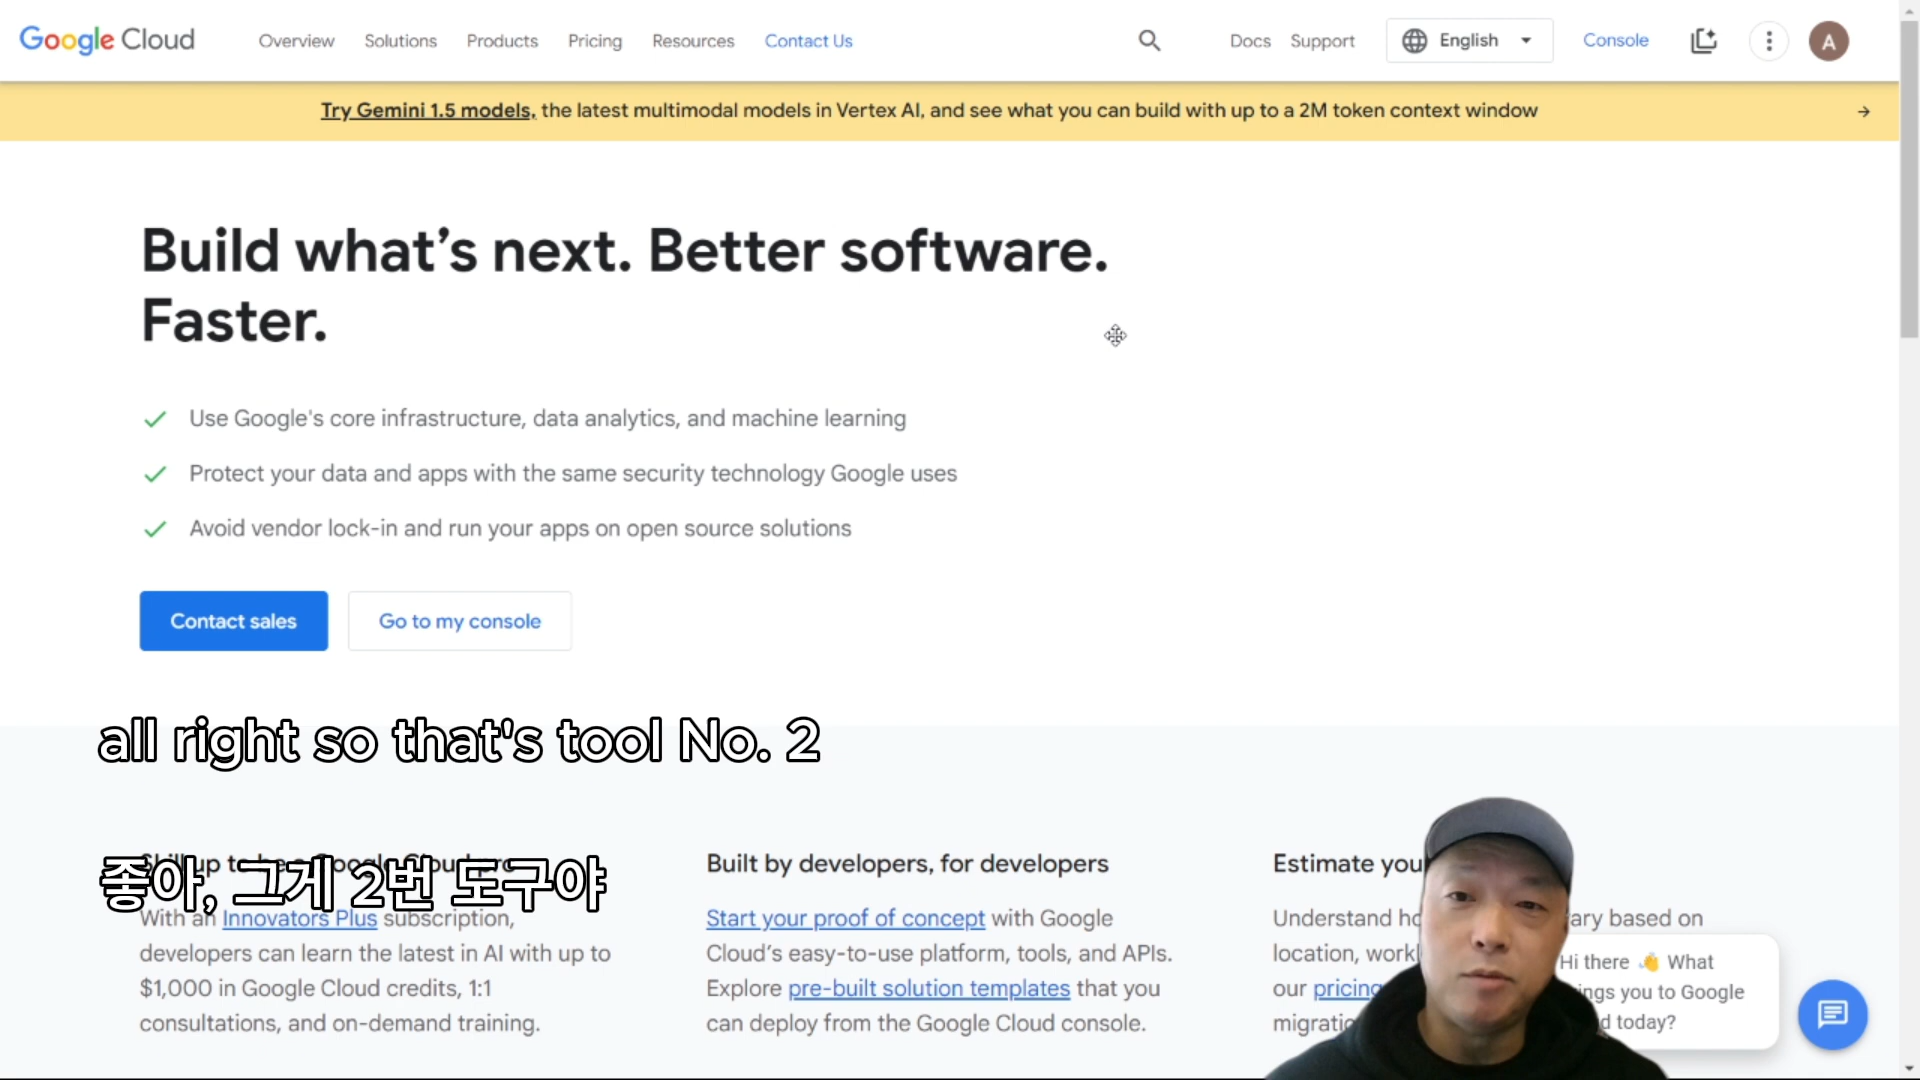 Google Cloud
Overview Solutions Products Pricing Resources Contact Us
Docs Support English Console A
Try Gemini 1.5 models, the latest multimodal models in Vertex AI, and see what you can build with up to a 2M token context window
Build what's next. Better software.
Faster.
Use Google's core infrastructure, data analytics, and machine learning
Protect your data and apps with the same security technology Google uses
Avoid vendor lock-in and run your apps on open source solutions
Contact sales Go to my console
all right so that's tool No. 2
좋아, 그게 2번 도구야
With an Innovators Plus subscription,
developers can learn the latest in AI with up to
$1,000 in Google Cloud credits, 1:1
consultations, and on-demand training.
Built by developers, for developers
Start your proof of concept with Google
Cloud's easy-to-use platform, tools, and APIs.
Explore pre-built solution templates that you
can deploy from the Google Cloud console.
Estimate
Understand based on
location,
our pricing
Hi there 👋 What
to Google
today?